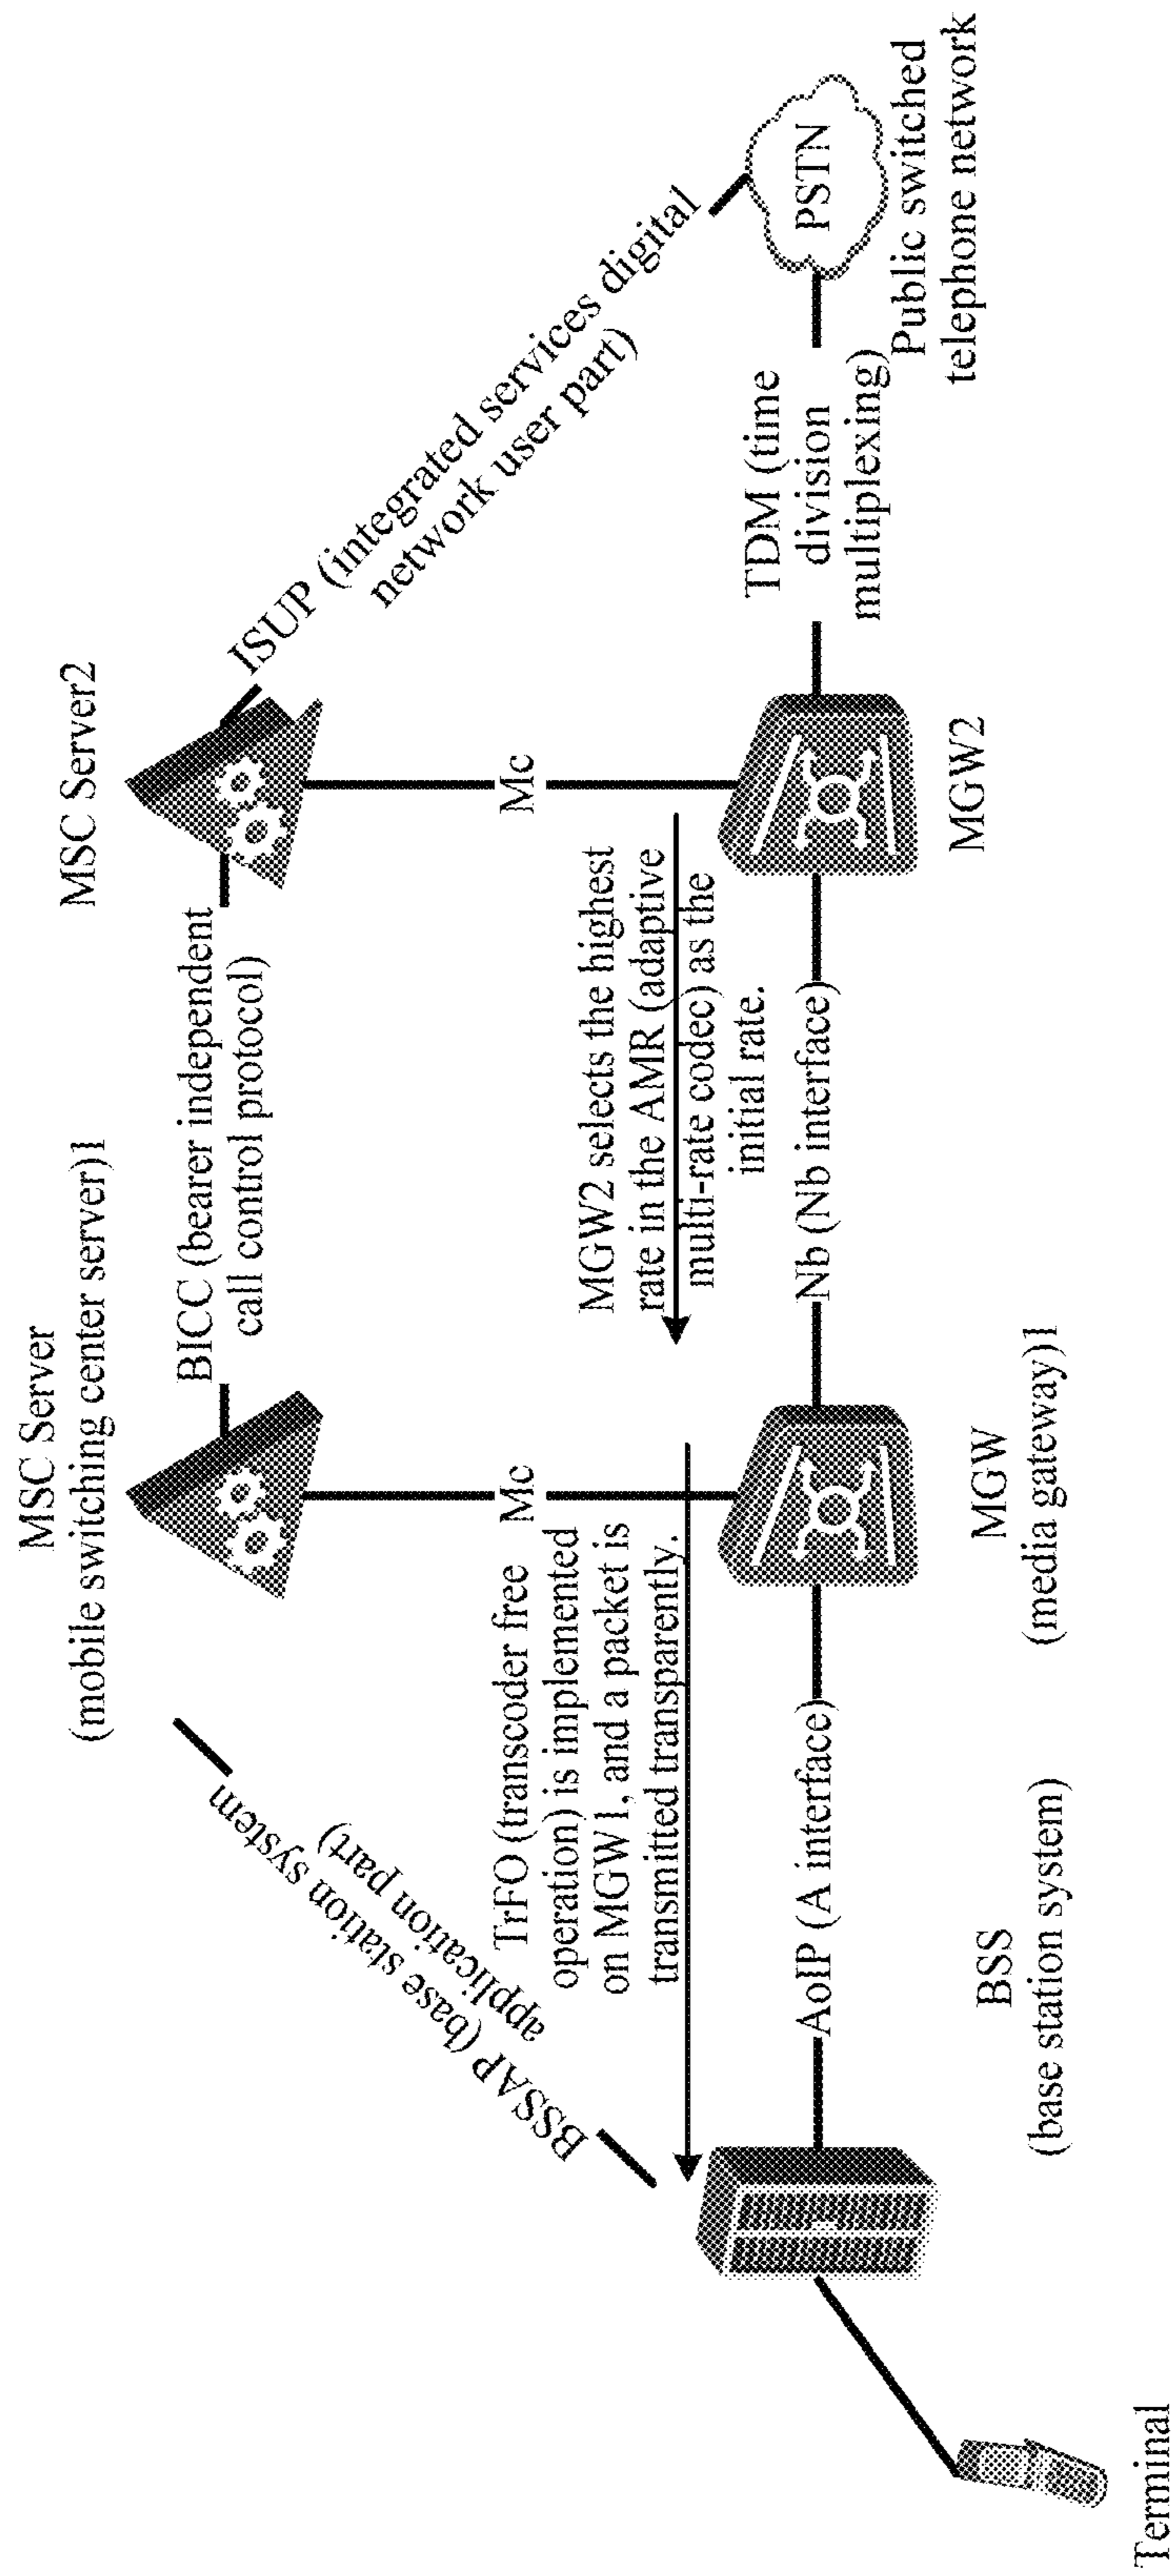 MSC Server
(mobile switching center server)1
MSC Server2
BICC (bearer independent
call control protocol)
BSSAP (base station system
application part)
ISUP (integrated services digital
network user part)
Mc
Mc
TrFO (transcoder free
operation) is implemented
on MGW1, and a packet is
transmitted transparently.
MGW2 selects the highest
rate in the AMR (adaptive
multi-rate codec) as the
initial rate.
AoIP (A interface)
Nb (Nb interface)
TDM (time
division
multiplexing)
PSTN
Public switched
telephone network
BSS
(base station system)
MGW
(media gateway)1
MGW2
Terminal